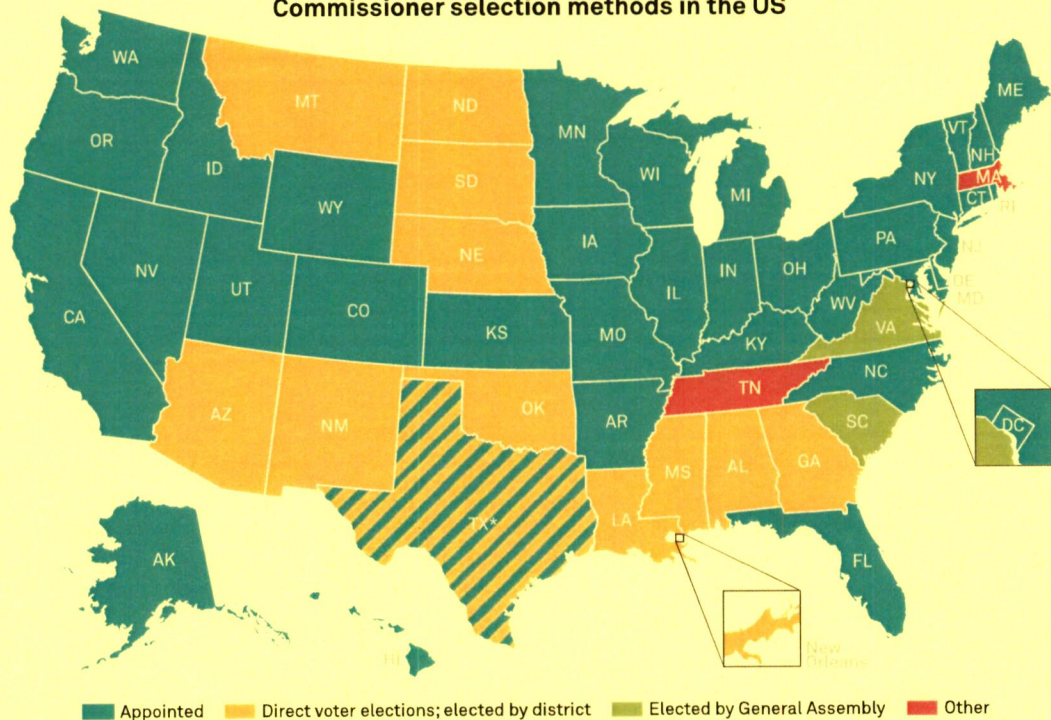 Commissioner selection methods in the US
WA
MT
ND
MN
ME
OR
ID
SD
WI
MI
VT
NH
NY
MA
CT
RI
WY
NE
IA
PA
NJ
NV
UT
CO
IL
IN
OH
DE
MD
CA
KS
MO
WV
VA
KY
NC
AZ
NM
OK
TN
AR
SC
DC
MS
AL
GA
TX*
LA
FL
AK
HI
New
Orleans
Appointed
Direct voter elections; elected by district
Elected by General Assembly
Other